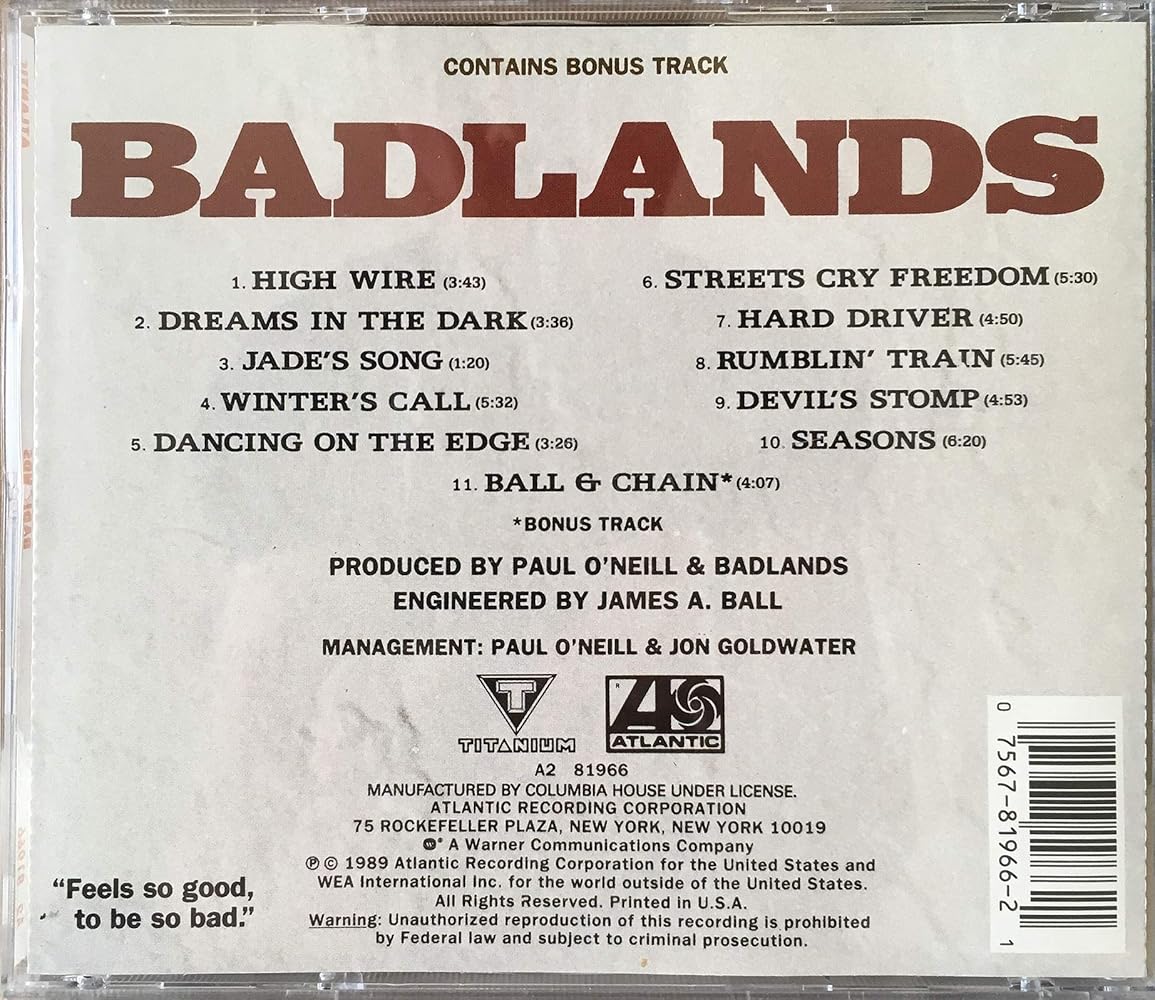 CONTAINS BONUS TRACK
BADLANDS
1. HIGH WIRE (3:43)
2. DREAMS IN THE DARK (3:36)
3. JADE'S SONG (1:20)
4. WINTER'S CALL (5:32)
5. DANCING ON THE EDGE (3:26)
6. STREETS CRY FREEDOM (5:30)
7. HARD DRIVER (4:50)
8. RUMBLIN' TRAIN (5:45)
9. DEVIL'S STOMP (4:53)
10. SEASONS (6:20)
11. BALL & CHAIN* (4:07)
*BONUS TRACK
PRODUCED BY PAUL O'NEILL & BADLANDS
ENGINEERED BY JAMES A. BALL
MANAGEMENT: PAUL O'NEILL & JON GOLDWATER
T
TITANIUM
ATLANTIC
A2 81966
MANUFACTURED BY COLUMBIA HOUSE UNDER LICENSE.
ATLANTIC RECORDING CORPORATION
75 ROCKEFELLER PLAZA, NEW YORK, NEW YORK 10019
A Warner Communications Company
℗ © 1989 Atlantic Recording Corporation for the United States and
WEA International Inc. for the world outside of the United States.
All Rights Reserved. Printed in U.S.A.
Warning: Unauthorized reproduction of this recording is prohibited
by Federal law and subject to criminal prosecution.
"Feels so good,
to be so bad."
0 7567-81966-2 1